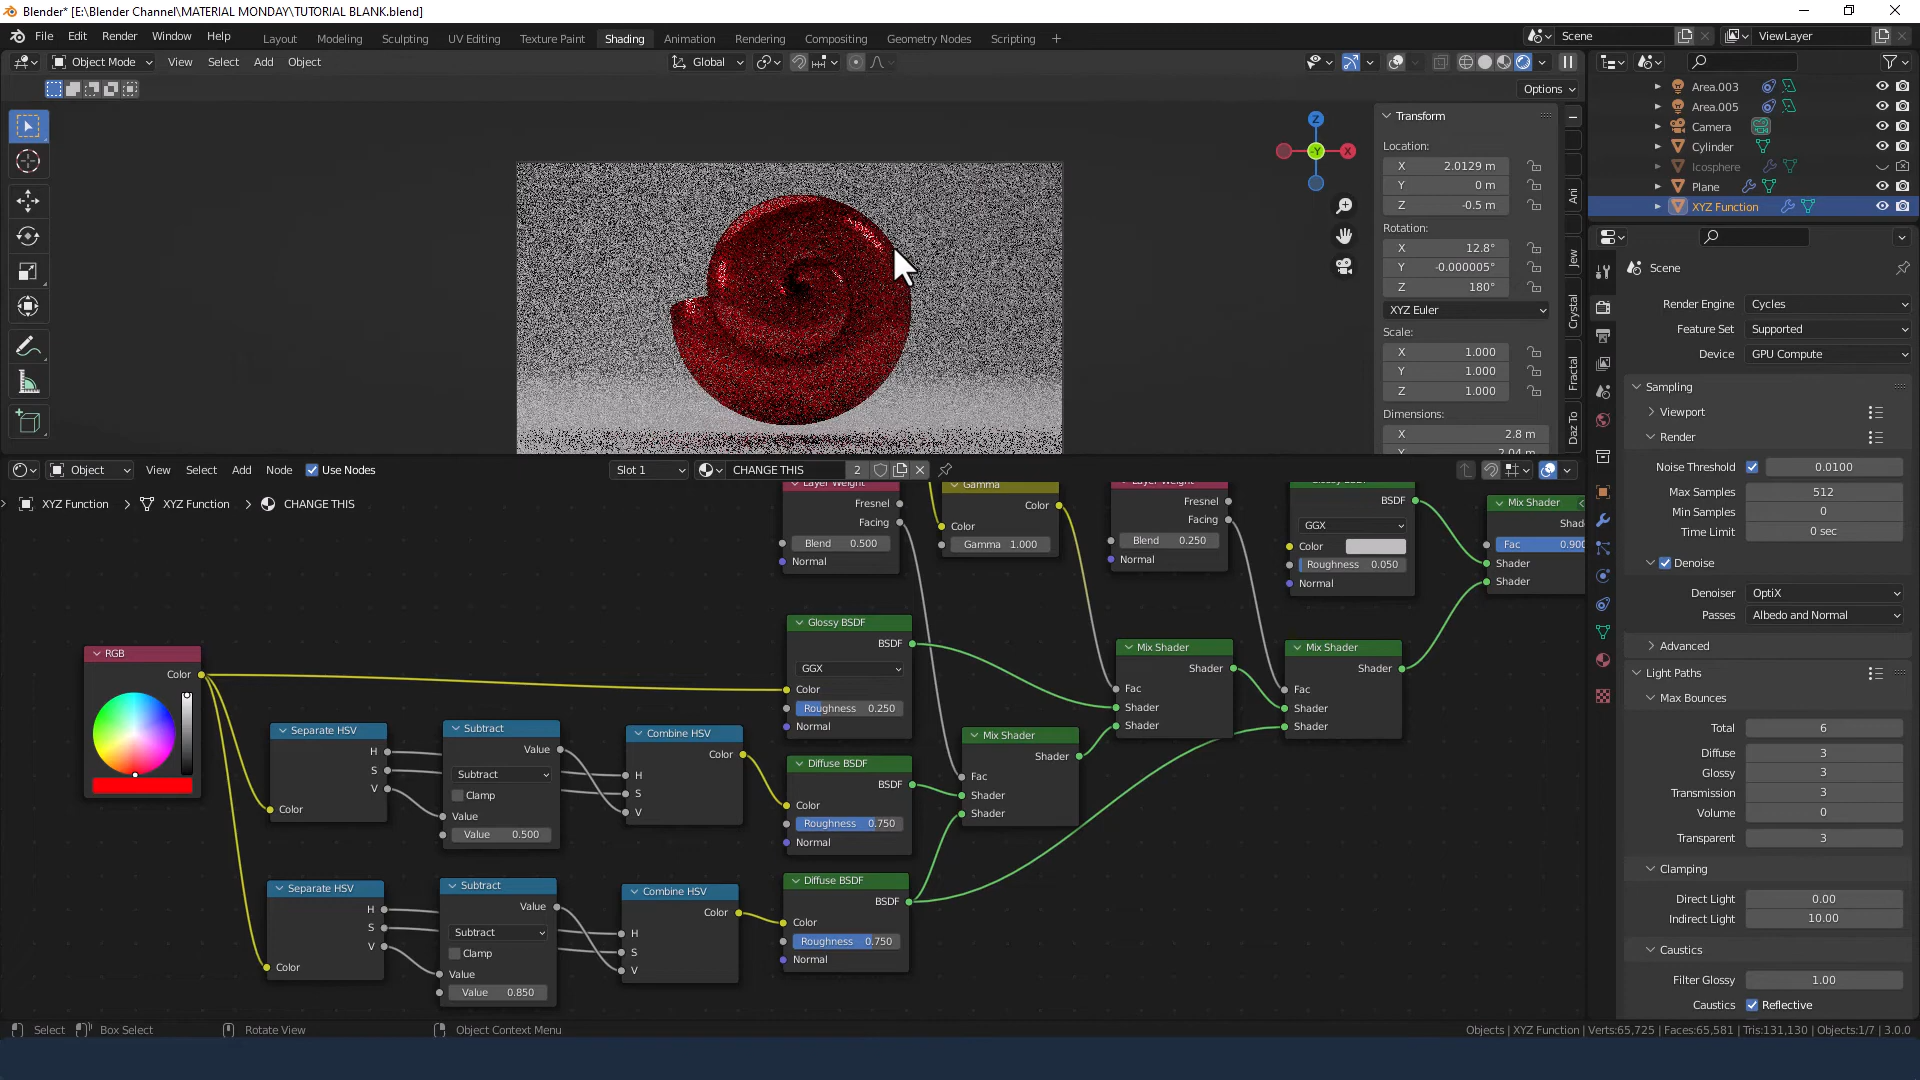 Blender* [E:\Blender Channel\MATERIAL MONDAY\TUTORIAL BLANK.blend]
File Edit Render Window Help Layout Modeling Sculpting UV Editing Texture Paint Shading Animation Rendering Compositing Geometry Nodes Scripting + Scene ViewLayer
Object Mode View Select Add Object Global
Options
Transform
Location:
X 2.0129 m
Y 0 m
Z -0.5 m
Rotation:
X 12.8°
Y -0.000005°
Z 180°
XYZ Euler
Scale:
X 1.000
Y 1.000
Z 1.000
Dimensions:
X 2.8 m
Z
-Y
X
Ani
Jew
Crystal
Fractal
Daz To
Area.003
Area.005
Camera
Cylinder
Icosphere
Plane
XYZ Function
Scene
Render Engine Cycles
Feature Set Supported
Device GPU Compute
Sampling
Viewport
Render
Noise Threshold 0.0100
Max Samples 512
Min Samples 0
Time Limit 0 sec
Denoise
Denoiser OptiX
Passes Albedo and Normal
Advanced
Light Paths
Max Bounces
Total 6
Diffuse 3
Glossy 3
Transmission 3
Volume 0
Transparent 3
Clamping
Direct Light 0.00
Indirect Light 10.00
Caustics
Filter Glossy 1.00
Caustics Reflective
Object View Select Add Node Use Nodes Slot 1 CHANGE THIS 2
XYZ Function XYZ Function CHANGE THIS
Layer Weight
Fresnel
Facing
Blend 0.500
Normal
Gamma
Color
Color
Gamma 1.000
Layer Weight
Fresnel
Facing
Blend 0.250
Normal
BSDF
GGX
Color
Roughness 0.050
Normal
Mix Shader
Fac 0.900
Shader
Shader
RGB
Color
Separate HSV
H
S
V
Color
Subtract
Value
Subtract
Clamp
Value
Value 0.500
Combine HSV
Color
H
S
V
Glossy BSDF
BSDF
GGX
Color
Roughness 0.250
Normal
Diffuse BSDF
BSDF
Color
Roughness 0.750
Normal
Mix Shader
Shader
Fac
Shader
Shader
Mix Shader
Shader
Fac
Shader
Shader
Mix Shader
Shader
Fac
Shader
Shader
Separate HSV
H
S
V
Color
Subtract
Value
Subtract
Clamp
Value
Value 0.850
Combine HSV
Color
H
S
V
Diffuse BSDF
BSDF
Color
Roughness 0.750
Normal
Select Box Select Rotate View Object Context Menu Objects | XYZ Function | Verts:65,725 | Faces:65,581 | Tris:131,130 | Objects:1/7 | 3.0.0